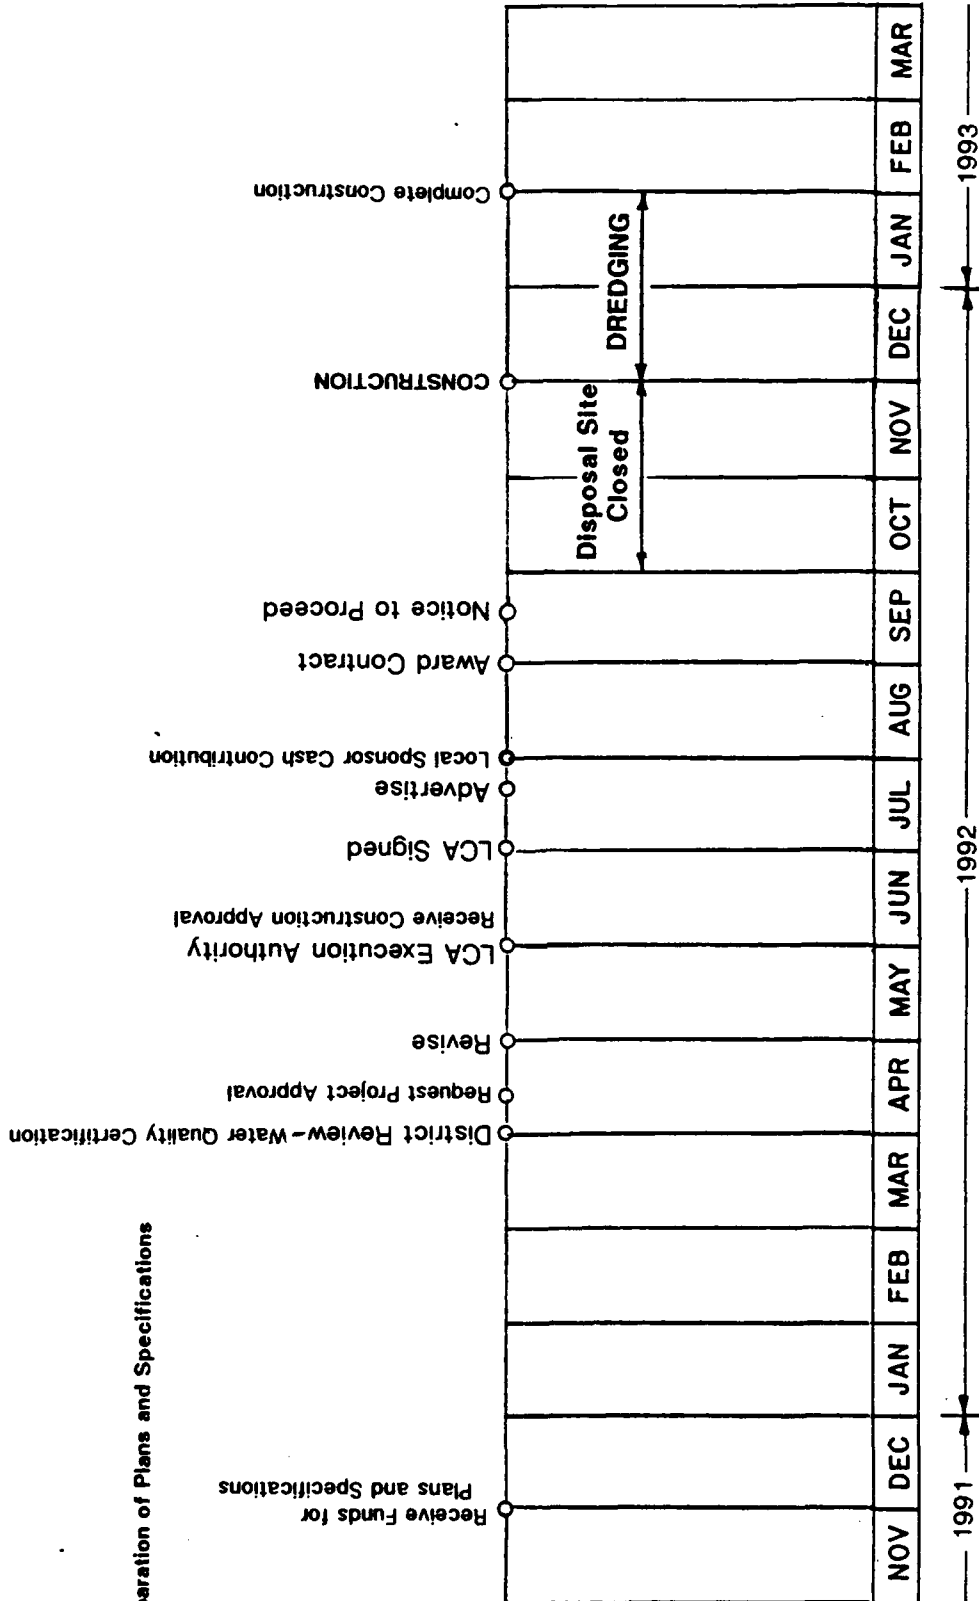 aration of Plans and Specifications
Receive Funds for
Plans and Specifications
District Review-Water Quality Certification
Request Project Approval
Revise
LCA Execution Authority
Receive Construction Approval
LCA Signed
Advertise
Local Sponsor Cash Contribution
Award Contract
Notice to Proceed
CONSTRUCTION
Complete Construction
Disposal Site
Closed
DREDGING
NOV
DEC
JAN
FEB
MAR
APR
MAY
JUN
JUL
AUG
SEP
OCT
NOV
DEC
JAN
FEB
MAR
1991
1992
1993